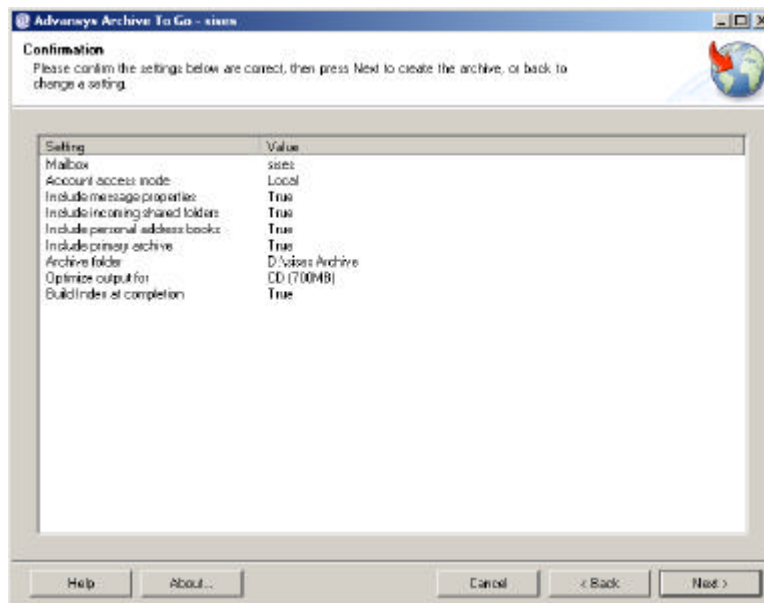 Advansys Archive To Go - sises
Confirmation
Please confirm the settings below are correct, then press Next to create the archive, or back to
change a setting.
Setting Value
Mailbox sises
Account access mode Local
Include message properties True
Include incoming shared folders True
Include personal address books True
Include primary archive True
Archive folder D:\sises Archive
Optimize output for CD (700MB)
Build Index at completion True
Help About... Cancel < Back Next >